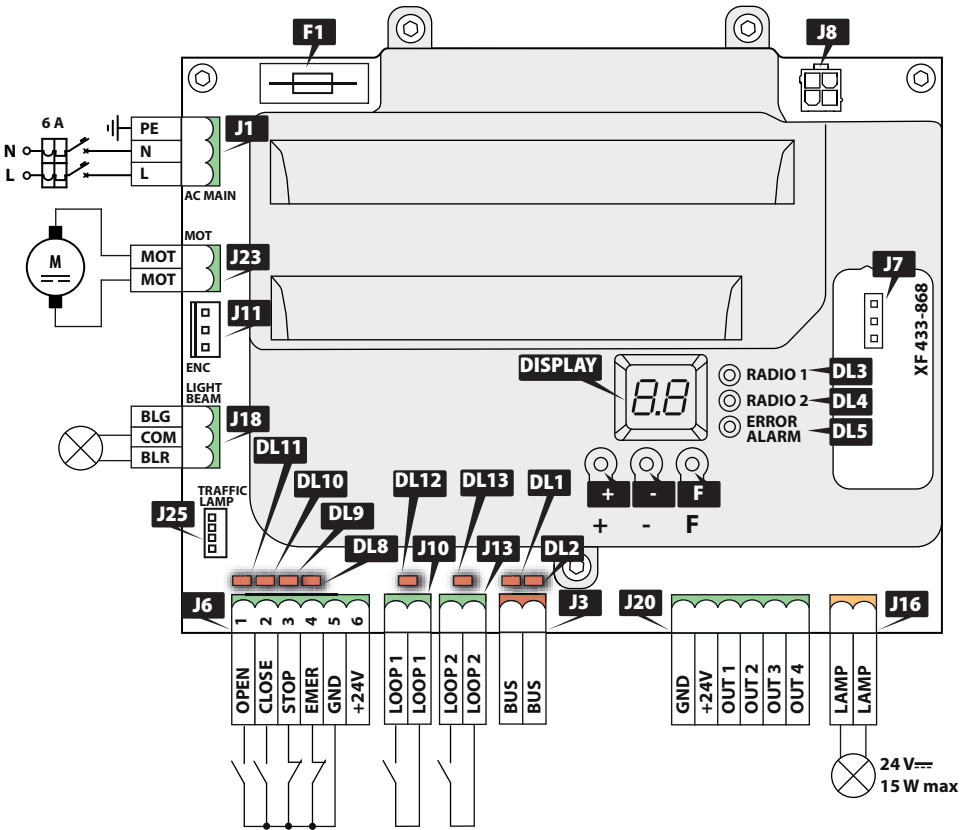 F1
J8
6 A
N
L
PE
N
L
J1
AC MAIN
MOT
MOT
MOT
J23
M
J11
ENC
J7
XF 433-868
DISPLAY
8.8
RADIO 1
DL3
RADIO 2
DL4
ERROR
ALARM
DL5
LIGHT
BEAM
BLG
COM
BLR
J18
+
-
F
+
-
F
TRAFFIC
LAMP
J25
DL11
DL10
DL9
DL8
DL12
J10
DL13
J13
DL1
DL2
J6
1
2
3
4
5
6
J3
J20
J16
OPEN
CLOSE
STOP
EMER
GND
+24V
LOOP 1
LOOP 1
LOOP 2
LOOP 2
BUS
BUS
GND
+24V
OUT 1
OUT 2
OUT 3
OUT 4
LAMP
LAMP
24 V
15 W max